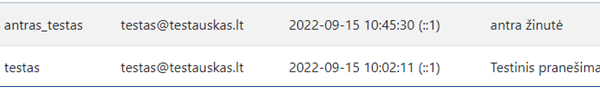 antras_testas testas@testauskas.lt 2022-09-15 10:45:30 (::1) antra žinutė
testas testas@testauskas.lt 2022-09-15 10:02:11 (::1) Testinis pranešima